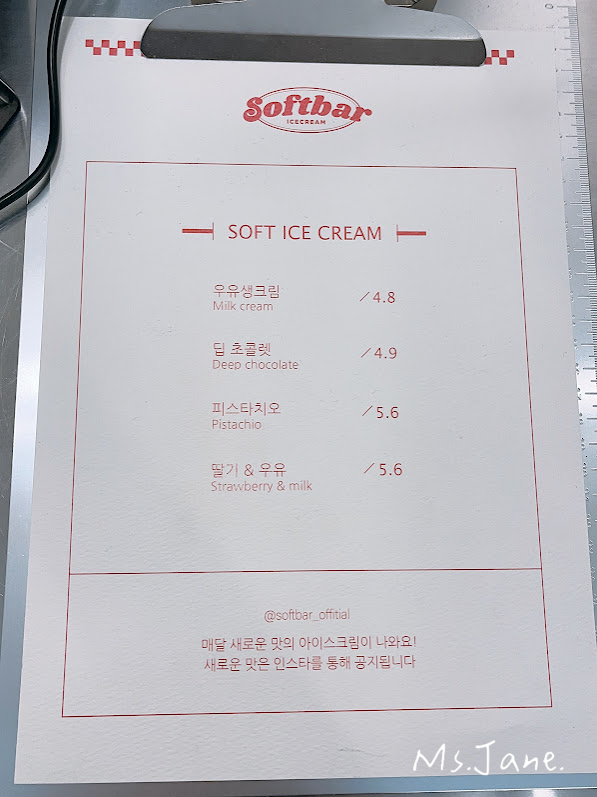 Softbar
ICECREAM
SOFT ICE CREAM
우유생크림 /4.8
Milk cream
딥 초콜렛 /4.9
Deep chocolate
피스타치오 /5.6
Pistachio
딸기 & 우유 /5.6
Strawberry & milk
@softbar_offitial
매달 새로운 맛의 아이스크림이 나와요!
새로운 맛은 인스타를 통해 공지됩니다
Ms.Jane.